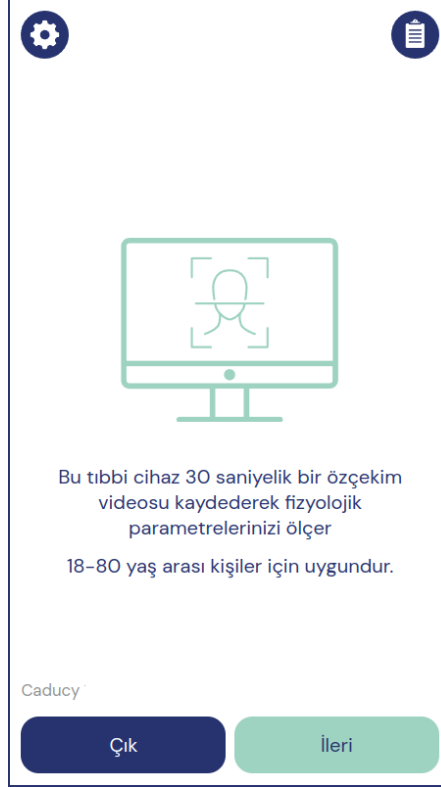 Bu tıbbi cihaz 30 saniyelik bir özçekim
videosu kaydederek fizyolojik
parametrelerinizi ölçer
18-80 yaş arası kişiler için uygundur.
Caducy
Çık
İleri